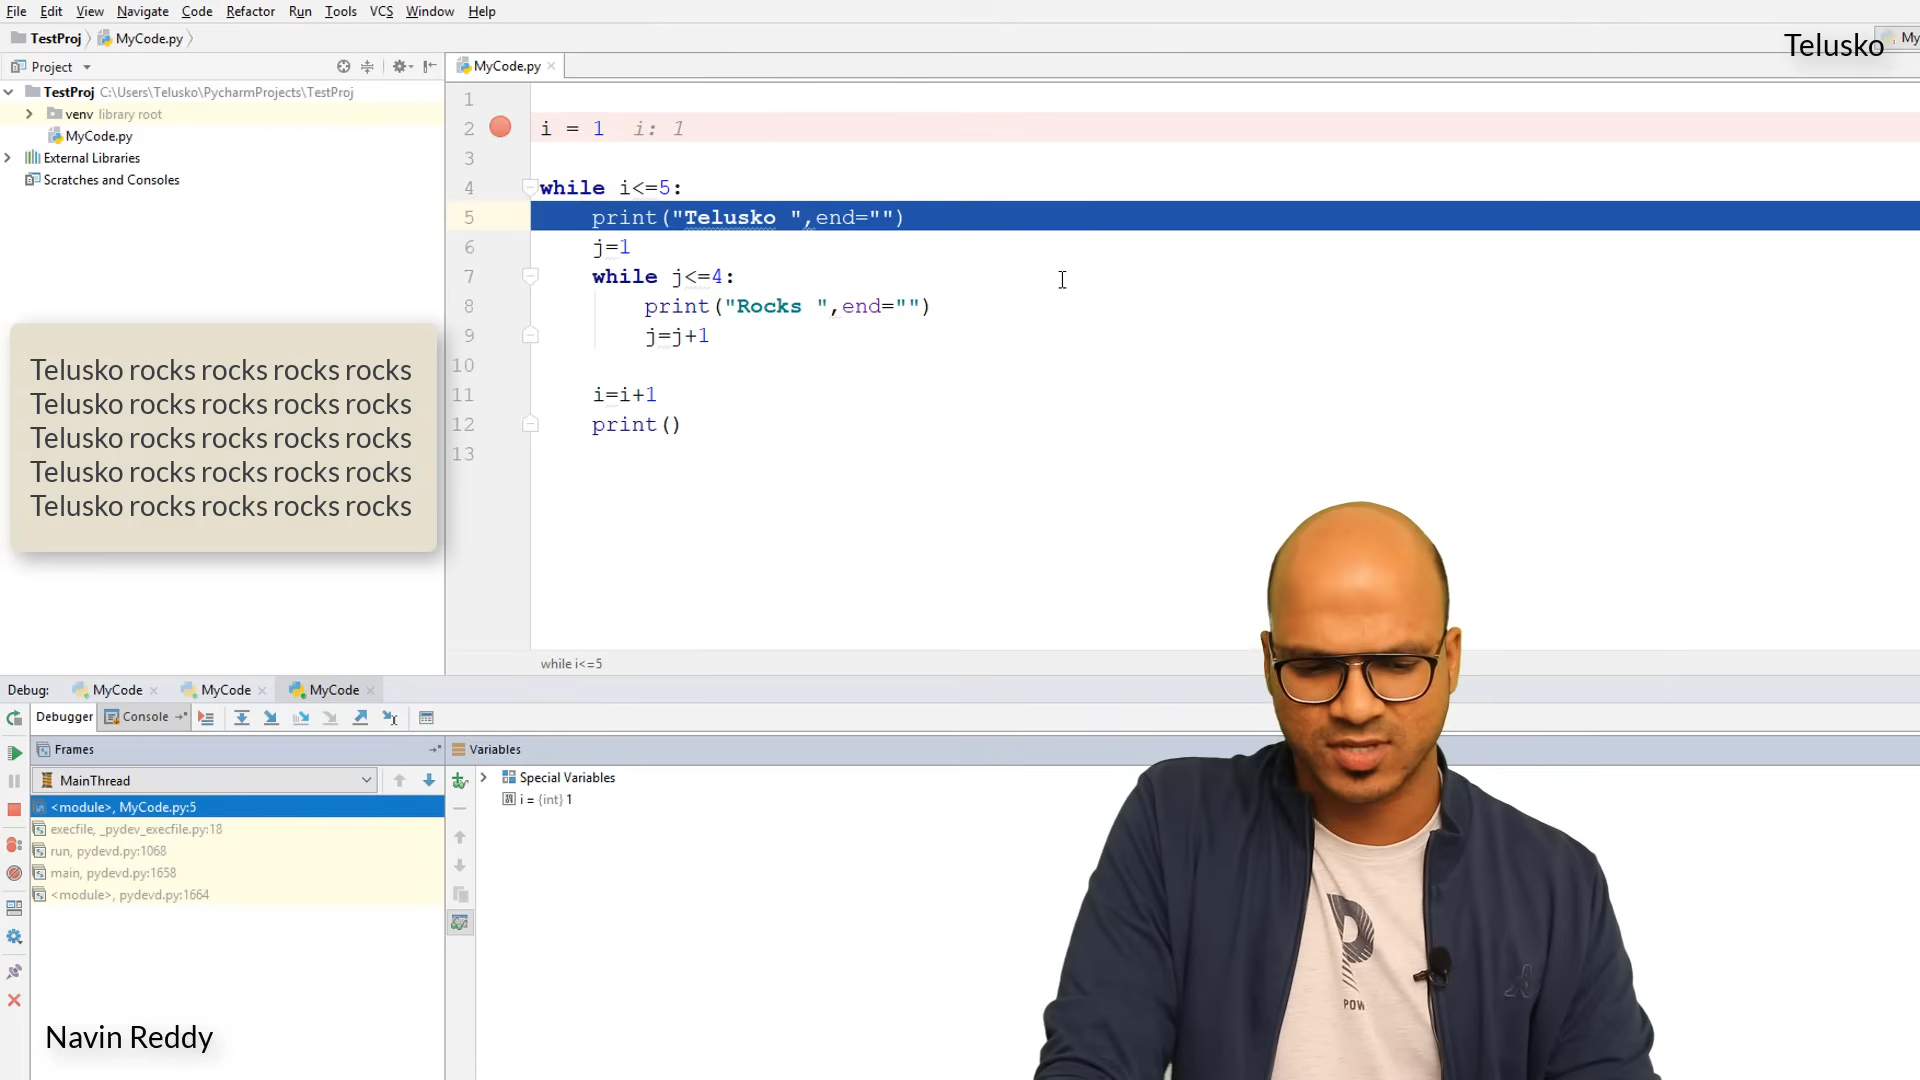 File Edit View Navigate Code Refactor Run Tools VCS Window Help
TestProj MyCode.py
Telusko
My
Project
MyCode.py
TestProj C:\Users\Telusko\PycharmProjects\TestProj
venv library root
MyCode.py
External Libraries
Scratches and Consoles
1
2 i = 1 i: 1
3
4 while i<=5:
5 print("Telusko ",end="")
6 j=1
7 while j<=4:
8 print("Rocks ",end="")
9 j=j+1
10
11 i=i+1
12 print()
13
Telusko rocks rocks rocks rocks
Telusko rocks rocks rocks rocks
Telusko rocks rocks rocks rocks
Telusko rocks rocks rocks rocks
Telusko rocks rocks rocks rocks
while i<=5
Debug: MyCode MyCode MyCode
Debugger Console
Frames
Variables
MainThread
Special Variables
i = {int} 1
<module>, MyCode.py:5
execfile, _pydev_execfile.py:18
run, pydevd.py:1068
main, pydevd.py:1658
<module>, pydevd.py:1664
P
POW
Navin Reddy